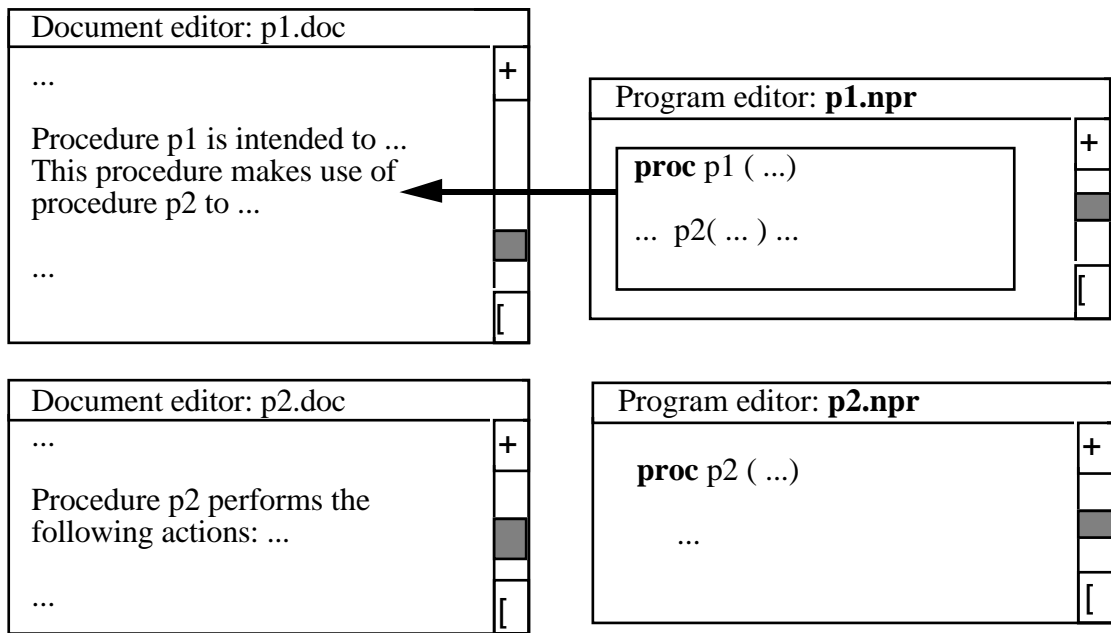 Document editor: p1.doc
...
+
Procedure p1 is intended to ...
This procedure makes use of
procedure p2 to ...
...
[
Program editor: p1.npr
+
proc p1 ( ...)
... p2( ... ) ...
[
Document editor: p2.doc
...
+
Procedure p2 performs the
following actions: ...
...
[
Program editor: p2.npr
+
proc p2 ( ...)
...
[